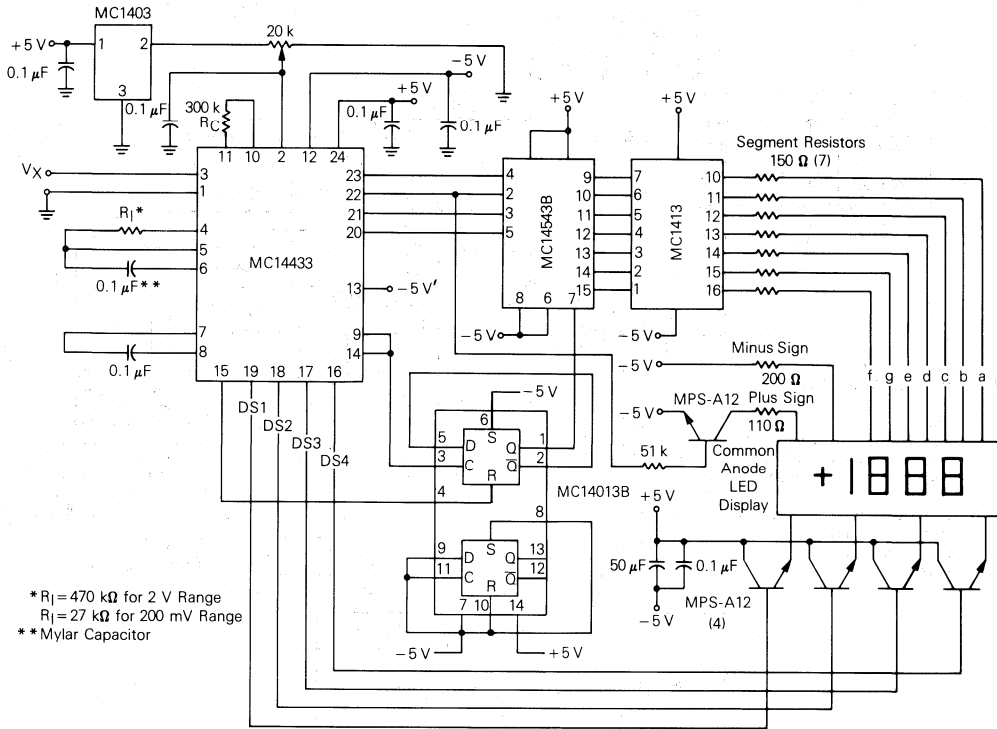 MC1403
+5 V
1
2
3
0.1 µF
20 k
0.1 µF
300 k
RC
-5 V
+5 V
0.1 µF
0.1 µF
11 10 2 12 24
VX
3
1
RI*
4
5
6
0.1 µF**
7
8
0.1 µF
MC14433
23
22
21
20
13
-5 V'
9
14
15 19 18 17 16
DS1
DS2
DS3
DS4
+5 V
4
2
3
5
MC14543B
9
10
11
12
13
14
15
8 6 7
-5 V
+5 V
7
6
5
4
3
2
1
MC1413
10
11
12
13
14
15
16
-5 V
Segment Resistors
150 Ω (7)
Minus Sign
200 Ω
-5 V
MPS-A12
Plus Sign
110 Ω
-5 V
51 k
f g e d c b a
Common
Anode
LED
Display
+1888
-5 V
6
5
3
4
D
C
S
R
Q
Q̅
1
2
MC14013B
8
9
11
D
C
S
R
Q
Q̅
13
12
7 10 14
-5 V
+5 V
+5 V
50 µF
0.1 µF
-5 V
MPS-A12
(4)
*RI=470 kΩ for 2 V Range
RI=27 kΩ for 200 mV Range
**Mylar Capacitor